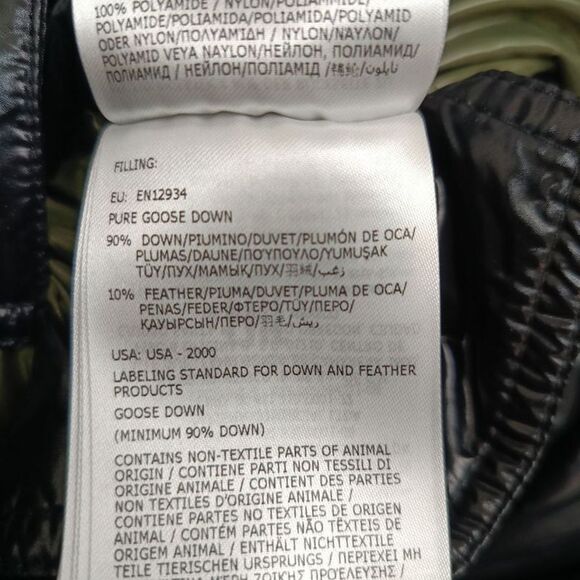 100% POLYAMIDE / NYLON/POLIAMMIDE/
POLYAMIDE/POLIAMIDA/POLIAMIDA/POLYAMID
ODER NYLON/ΠΟΛΥΑΜΙΔΗ / NYLON/NAYLON/
POLYAMID VEYA NAYLON/НЕЙЛОН, ПОЛИАМИД/
ПОЛИАМИД / НЕЙЛОН/ПОЛІАМІД /锦纶/نايلون/
FILLING:
EU: EN12934
PURE GOOSE DOWN
90% DOWN/PIUMINO/DUVET/PLUMÓN DE OCA/
PLUMAS/DAUNE/ΠΟΥΠΟΥΛΟ/YUMUŞAK
TÜY/ПУХ/МАМЫҚ/ПУХ/羽绒/زغب/
10% FEATHER/PIUMA/DUVET/PLUMA DE OCA/
PENAS/FEDER/ΦΤΕΡΟ/TÜY/ПЕРО/
ҚАУЫРСЫН/ПЕРО/羽毛/ريش/
USA: USA - 2000
LABELING STANDARD FOR DOWN AND FEATHER
PRODUCTS
GOOSE DOWN
(MINIMUM 90% DOWN)
CONTAINS NON-TEXTILE PARTS OF ANIMAL
ORIGIN / CONTIENE PARTI NON TESSILI DI
ORIGINE ANIMALE / CONTIENT DES PARTIES
NON TEXTILES D'ORIGINE ANIMALE /
CONTIENE PARTES NO TEXTILES DE ORIGEN
ANIMAL / CONTÉM PARTES NÃO TÊXTEIS DE
ORIGEM ANIMAL / ENTHÄLT NICHTTEXTILE
TEILE TIERISCHEN URSPRUNGS / ΠΕΡΙΕΧΕΙ ΜΗ
ΜΕΡΗ ΖΩΙΚΗΣ ΠΡΟΕΛΕΥΣΗΣ /